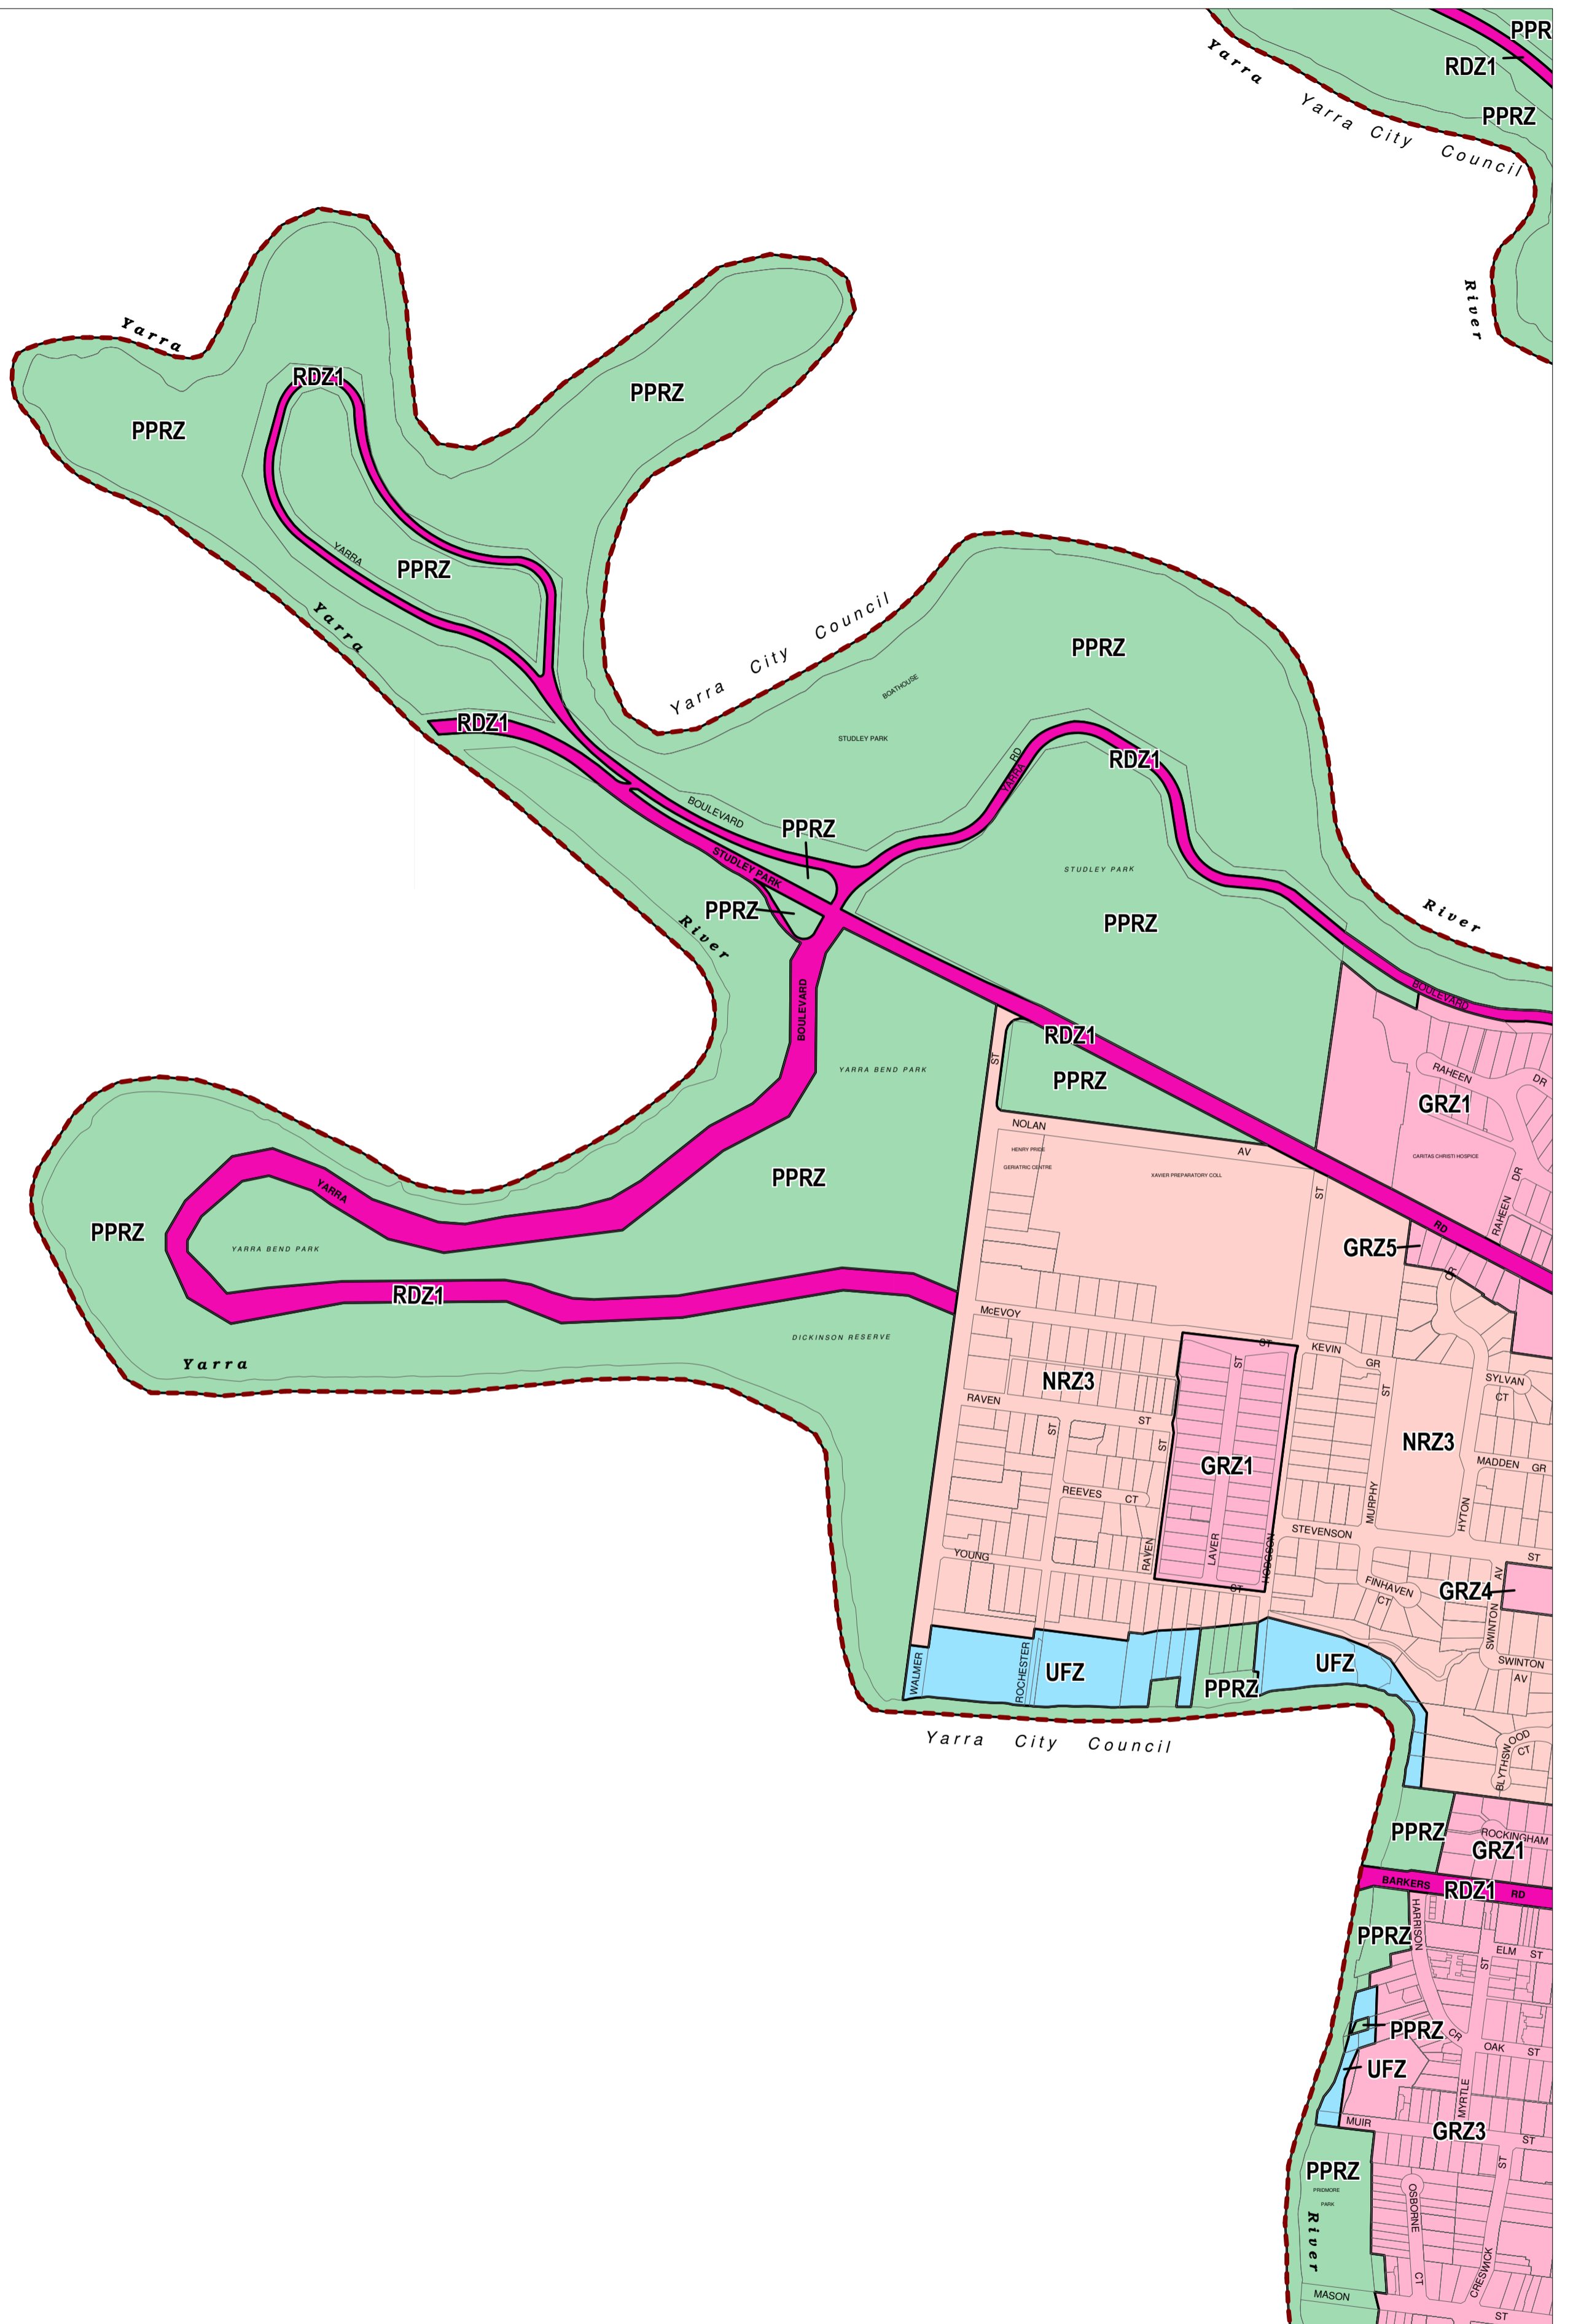 PPR
RDZ1
Yarra
PPRZ
Yarra City Council
River
Yarra
RDZ1
PPRZ
PPRZ
YARRA
PPRZ
Yarra
Yarra City Council
PPRZ
BOATHOUSE
RDZ1
STUDLEY PARK
YARRA
RD
RDZ1
BOULEVARD
PPRZ
STUDLEY PARK
STUDLEY PARK
PPRZ
River
PPRZ
River
BOULEVARD
BOULEVARD
RDZ1
ST
YARRA BEND PARK
PPRZ
RAHEEN
DR
GRZ1
NOLAN
AV
HENRY PRIDE
GERIATRIC CENTRE
XAVIER PREPARATORY COLL
CARITAS CHRISTI HOSPICE
PPRZ
YARRA
ST
DR
RAHEEN
RD
PPRZ
YARRA BEND PARK
GRZ5
CR
RDZ1
McEVOY
ST
DICKINSON RESERVE
KEVIN
GR
Yarra
ST
NRZ3
SYLVAN
CT
ST
RAVEN
ST
ST
ST
NRZ3
GRZ1
MADDEN GR
REEVES
CT
MURPHY
HYTON
STEVENSON
ST
YOUNG
RAVEN
LAVER
HODGSON
ST
FINHAVEN
CT
GRZ4
AV
SWINTON
WALMER
ROCHESTER
UFZ
UFZ
SWINTON
AV
PPRZ
Yarra City Council
BLYTHSWOOD
CT
PPRZ
ROCKINGHAM
GRZ1
BARKERS
RDZ1
RD
PPRZ
HARRISON
ELM ST
ST
PPRZ
CR
OAK ST
UFZ
MYRTLE
MUIR
GRZ3
ST
PPRZ
ST
PRIDMORE
PARK
OSBORNE
River
CRESWICK
CT
MASON
ST